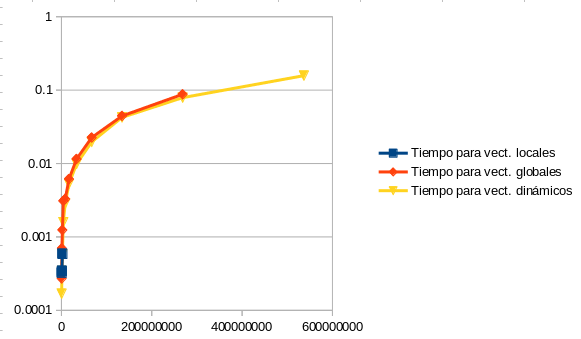 1
0.1
0.01
0.001
0.0001
0 200000000 400000000 600000000
Tiempo para vect. locales
Tiempo para vect. globales
Tiempo para vect. dinámicos